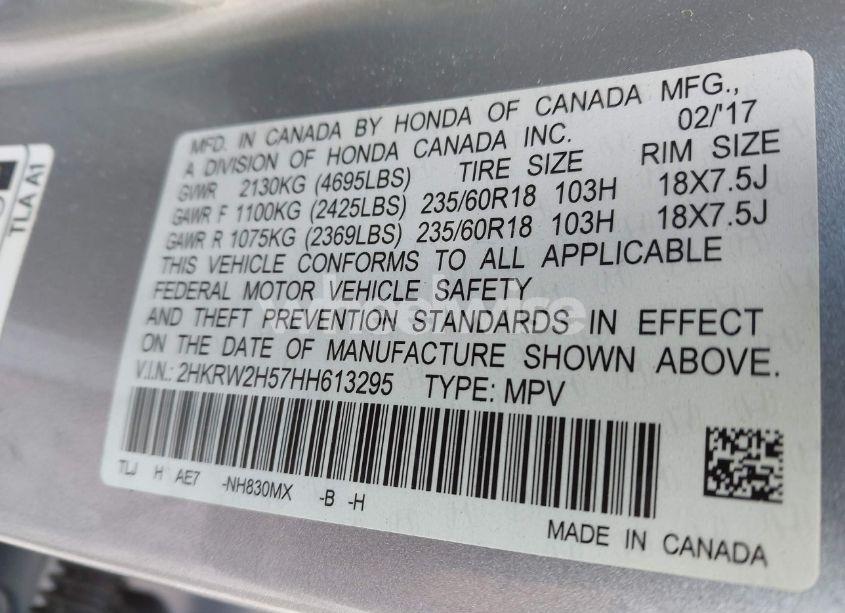 MFD. IN CANADA BY HONDA OF CANADA MFG.,
A DIVISION OF HONDA CANADA INC. 02/'17
GVWR 2130KG (4695LBS) TIRE SIZE RIM SIZE
GAWR F 1100KG (2425LBS) 235/60R18 103H 18X7.5J
GAWR R 1075KG (2369LBS) 235/60R18 103H 18X7.5J
THIS VEHICLE CONFORMS TO ALL APPLICABLE
FEDERAL MOTOR VEHICLE SAFETY
AND THEFT PREVENTION STANDARDS IN EFFECT
ON THE DATE OF MANUFACTURE SHOWN ABOVE.
V.I.N.: 2HKRW2H57HH613295 TYPE: MPV
TLJ H AE7 -NH830MX -B -H
MADE IN CANADA
TLA A1